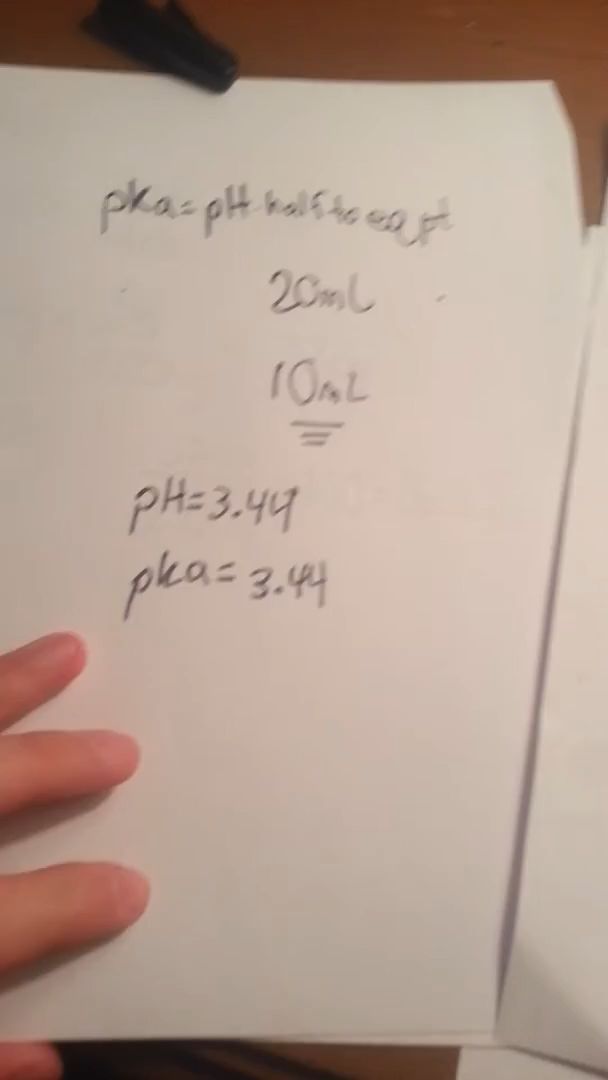 pka = pH half to eq pt
20mL
10mL
pH = 3.44
pka = 3.44